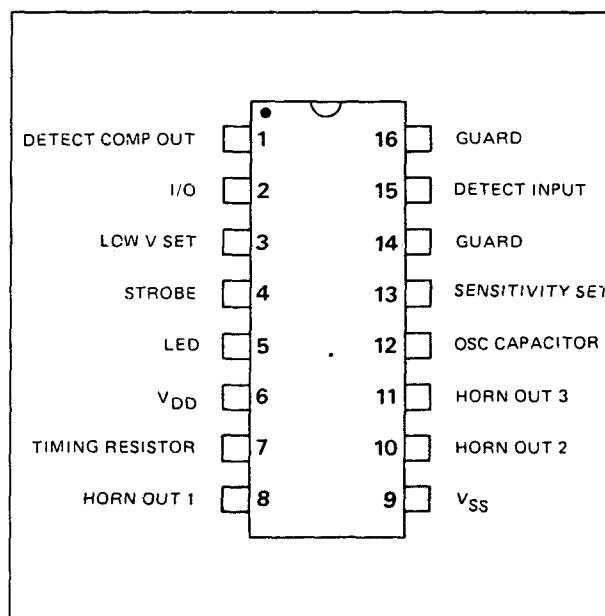 DETECT COMP OUT 1 16 GUARD
I/O 2 15 DETECT INPUT
LOW V SET 3 14 GUARD
STROBE 4 13 SENSITIVITY SET
LED 5 12 OSC CAPACITOR
VDD 6 11 HORN OUT 3
TIMING RESISTOR 7 10 HORN OUT 2
HORN OUT 1 8 9 VSS